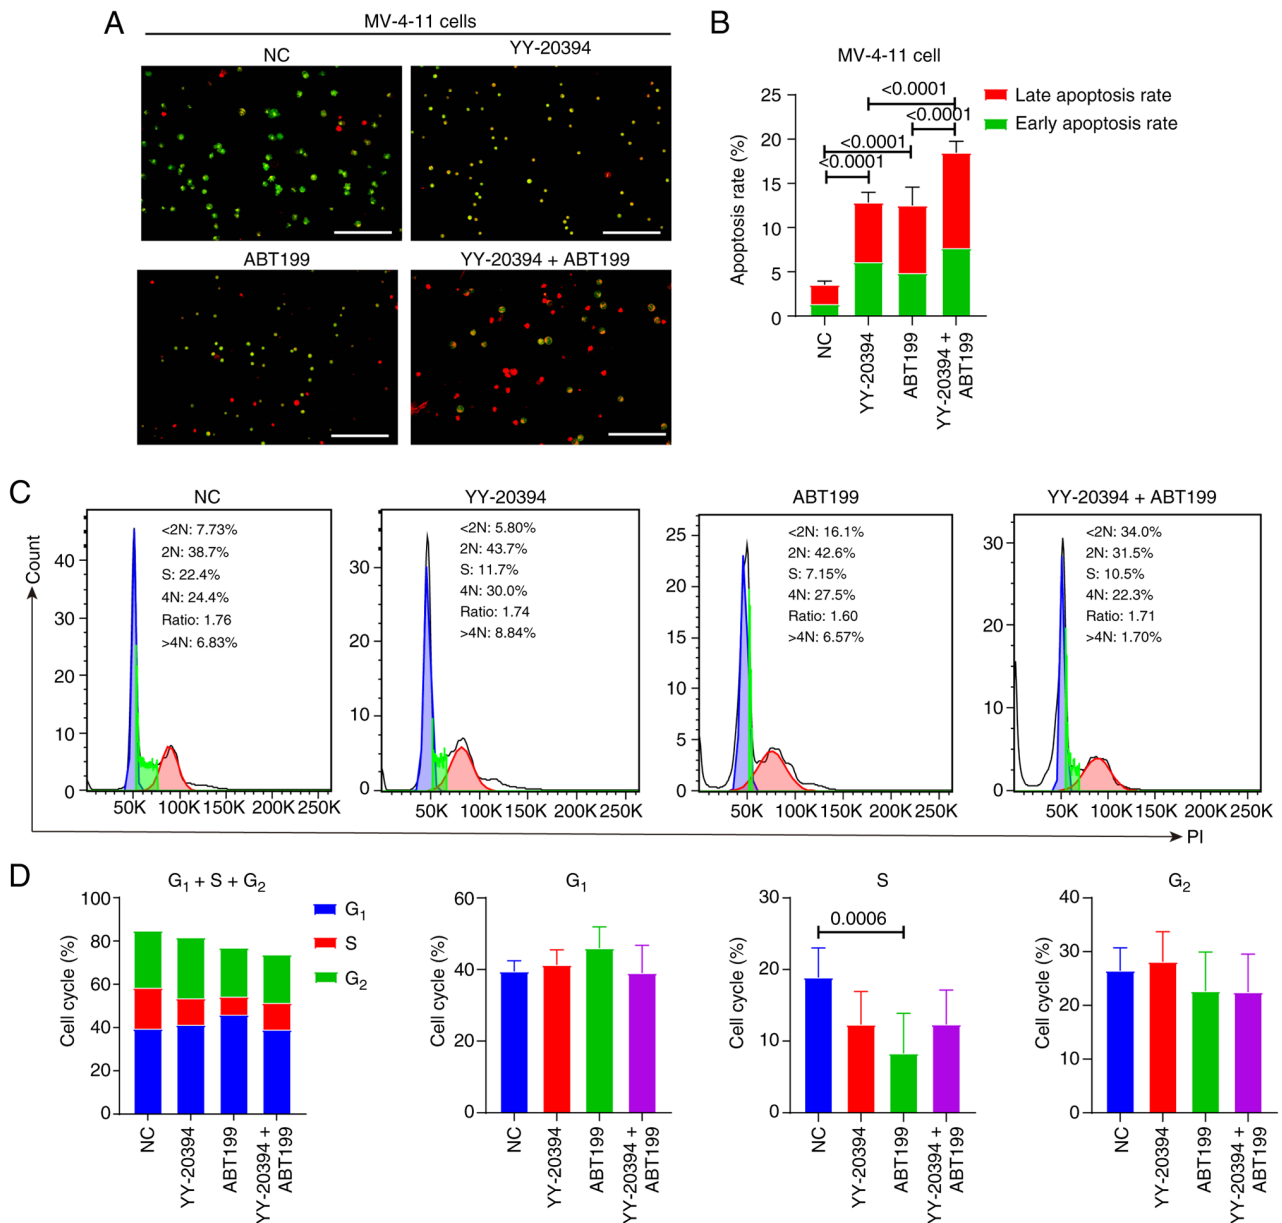 A
MV-4-11 cells
NC
YY-20394
ABT199
YY-20394 + ABT199
B
MV-4-11 cell
Late apoptosis rate
Early apoptosis rate
<0.0001
<0.0001
<0.0001
<0.0001
Apoptosis rate (%)
25
20
15
10
5
0
NC
YY-20394
ABT199
YY-20394 +
ABT199
C
NC
YY-20394
ABT199
YY-20394 + ABT199
Count
<2N: 7.73%
2N: 38.7%
S: 22.4%
4N: 24.4%
Ratio: 1.76
>4N: 6.83%
40
30
20
10
0
50K 100K 150K 200K 250K
<2N: 5.80%
2N: 43.7%
S: 11.7%
4N: 30.0%
Ratio: 1.74
>4N: 8.84%
30
20
10
0
50K 100K 150K 200K 250K
<2N: 16.1%
2N: 42.6%
S: 7.15%
4N: 27.5%
Ratio: 1.60
>4N: 6.57%
25
20
15
10
5
0
0 50K 100K 150K 200K 250K
<2N: 34.0%
2N: 31.5%
S: 10.5%
4N: 22.3%
Ratio: 1.71
>4N: 1.70%
30
20
10
0
50K 100K 150K 200K 250K
PI
D
G1 + S + G2
G1
S
G2
Cell cycle (%)
100
80
60
40
20
0
NC
YY-20394
ABT199
YY-20394 +
ABT199
G1
Cell cycle (%)
60
40
20
0
NC
YY-20394
ABT199
YY-20394 +
ABT199
S
0.0006
Cell cycle (%)
30
20
10
0
NC
YY-20394
ABT199
YY-20394 +
ABT199
G2
Cell cycle (%)
40
30
20
10
0
NC
YY-20394
ABT199
YY-20394 +
ABT199